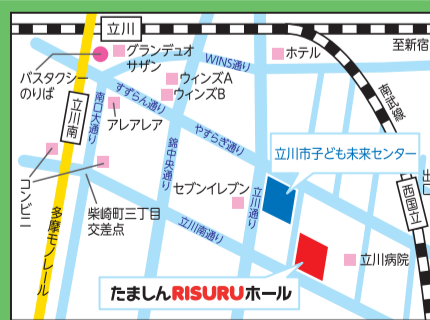 立川
グランデュオ
サザン
WINS通り
ホテル
至新宿
バスタクシー
のりば
ウィンズA
ウィンズB
すずらん通り
南武線
立川南
南口大通り
アレアレア
やすらぎ通り
錦中央通り
立川市子ども未来センター
出口
西国立
コンビニ
セブンイレブン
立川通り
柴崎町三丁目
交差点
立川南通り
多摩モノレール
立川病院
たましんRISURUホール